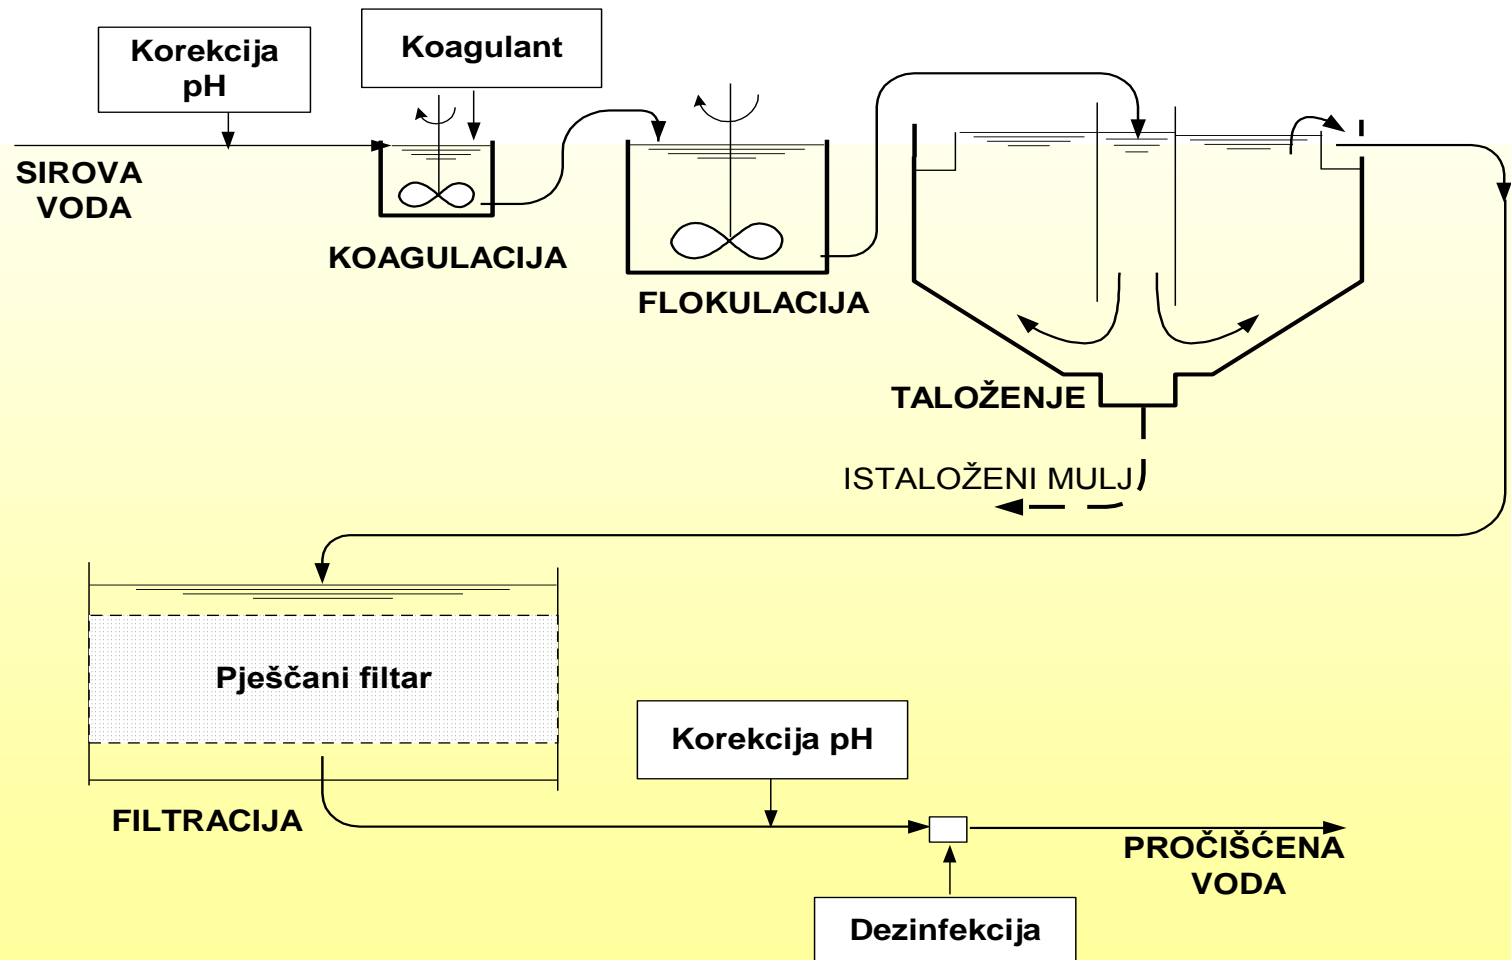 Korekcija
pH
Koagulant
SIROVA
VODA
KOAGULACIJA
FLOKULACIJA
TALOŽENJE
ISTALOŽENI MULJ
Pješčani filtar
FILTRACIJA
Korekcija pH
PROČIŠĆENA
VODA
Dezinfekcija